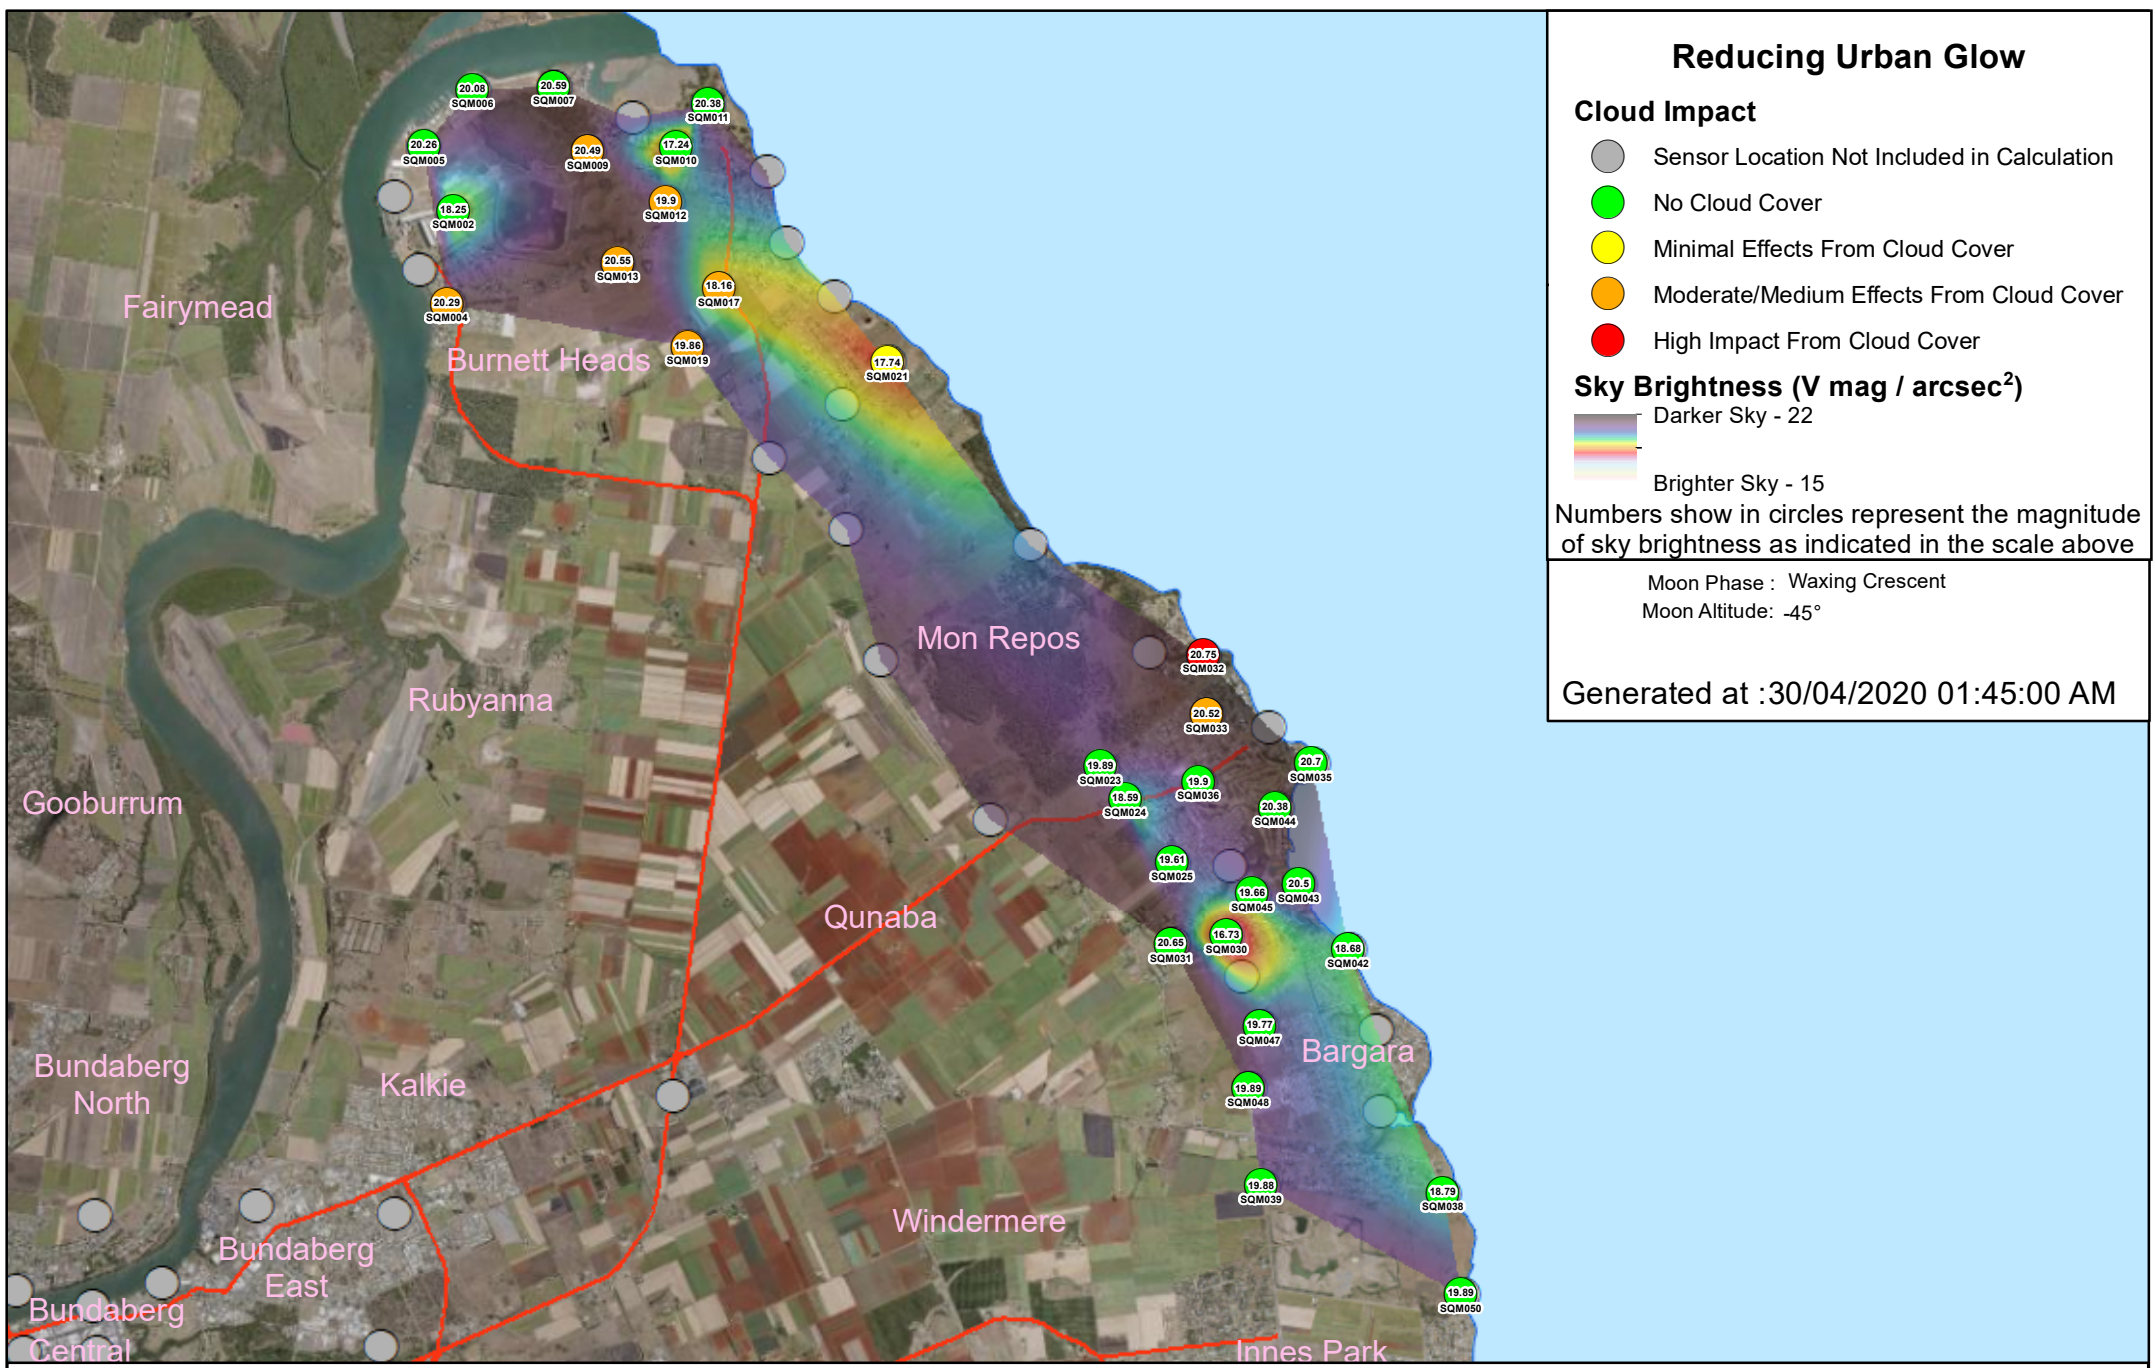 Reducing Urban Glow
Cloud Impact
Sensor Location Not Included in Calculation
No Cloud Cover
Minimal Effects From Cloud Cover
Moderate/Medium Effects From Cloud Cover
High Impact From Cloud Cover
Sky Brightness (V mag / arcsec²)
Darker Sky - 22
Brighter Sky - 15
Numbers show in circles represent the magnitude
of sky brightness as indicated in the scale above
Moon Phase : Waxing Crescent
Moon Altitude: -45°
Generated at :30/04/2020 01:45:00 AM
20.08
SQM006
20.59
SQM007
20.38
SQM011
20.26
SQM005
20.49
SQM009
17.24
SQM010
18.25
SQM002
19.9
SQM012
20.55
SQM013
20.29
SQM004
18.16
SQM017
19.86
SQM019
17.74
SQM021
Fairymead
Burnett Heads
Mon Repos
20.75
SQM032
20.52
SQM033
Rubyanna
19.89
SQM023
18.59
SQM024
19.9
SQM036
20.7
SQM035
20.38
SQM044
Gooburrum
19.61
SQM025
19.66
SQM045
20.5
SQM043
Qunaba
20.65
SQM031
16.73
SQM030
18.68
SQM042
19.77
SQM047
Bargara
Bundaberg
North
Kalkie
19.89
SQM048
19.88
SQM039
18.79
SQM038
Windermere
Bundaberg
East
19.89
SQM050
Bundaberg
Central
Innes Park